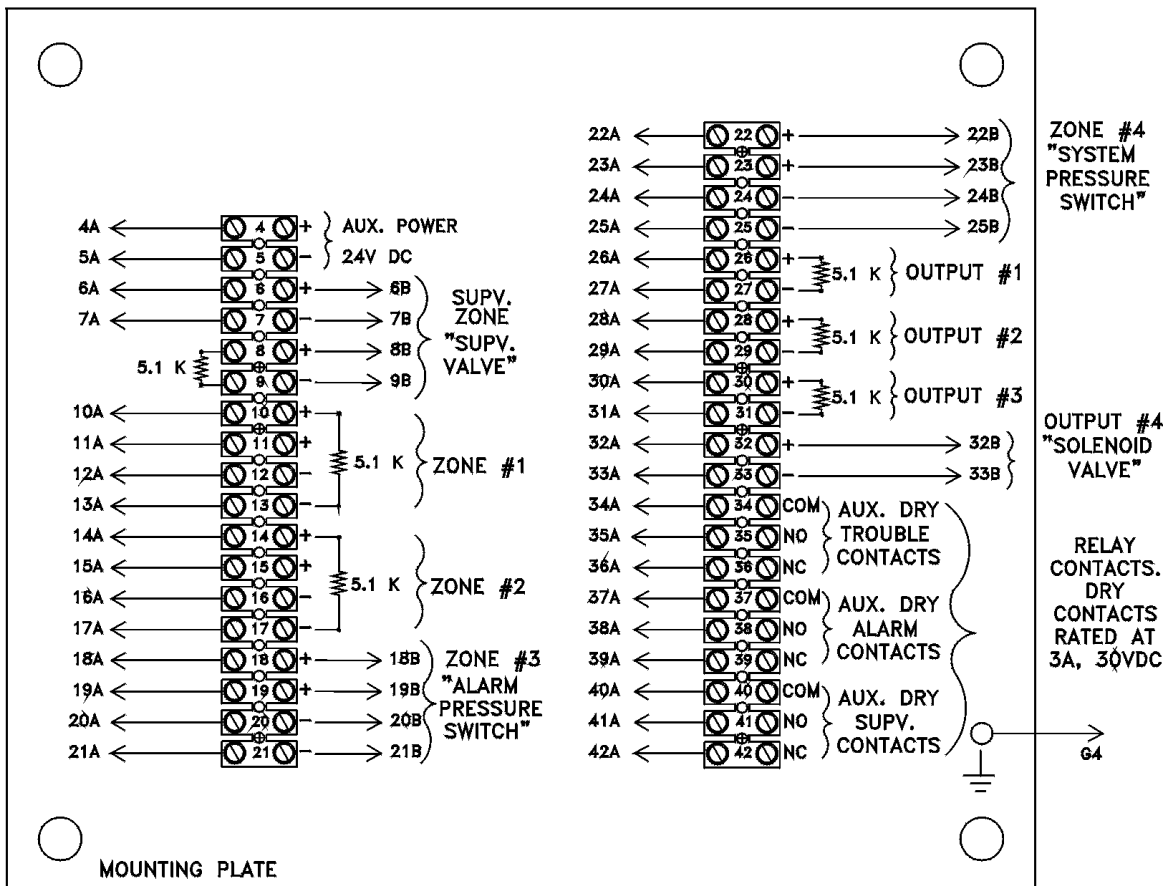 4A 4 + AUX. POWER
5A 5 - 24V DC
6A 6 + 6B
7A 7 - 7B
8 + 8B
9 - 9B
5.1 K
SUPV.
ZONE
"SUPV.
VALVE"
10A 10 +
11A 11 +
12A 12 -
13A 13 -
5.1 K
ZONE #1
14A 14 +
15A 15 +
16A 16 -
17A 17 -
5.1 K
ZONE #2
18A 18 + 18B
19A 19 + 19B
20A 20 - 20B
21A 21 - 21B
ZONE #3
"ALARM
PRESSURE
SWITCH"
22A 22 + 22B
23A 23 + 23B
24A 24 - 24B
25A 25 - 25B
ZONE #4
"SYSTEM
PRESSURE
SWITCH"
26A 26 +
27A 27 -
5.1 K OUTPUT #1
28A 28 +
29A 29 -
5.1 K OUTPUT #2
30A 30 +
31A 31 -
5.1 K OUTPUT #3
32A 32 + 32B
33A 33 - 33B
OUTPUT #4
"SOLENOID
VALVE"
34A 34 COM
35A 35 NO
36A 36 NC
AUX. DRY
TROUBLE
CONTACTS
37A 37 COM
38A 38 NO
39A 39 NC
AUX. DRY
ALARM
CONTACTS
40A 40 COM
41A 41 NO
42A 42 NC
AUX. DRY
SUPV.
CONTACTS
RELAY
CONTACTS.
DRY
CONTACTS
RATED AT
3A, 30VDC
G4
MOUNTING PLATE